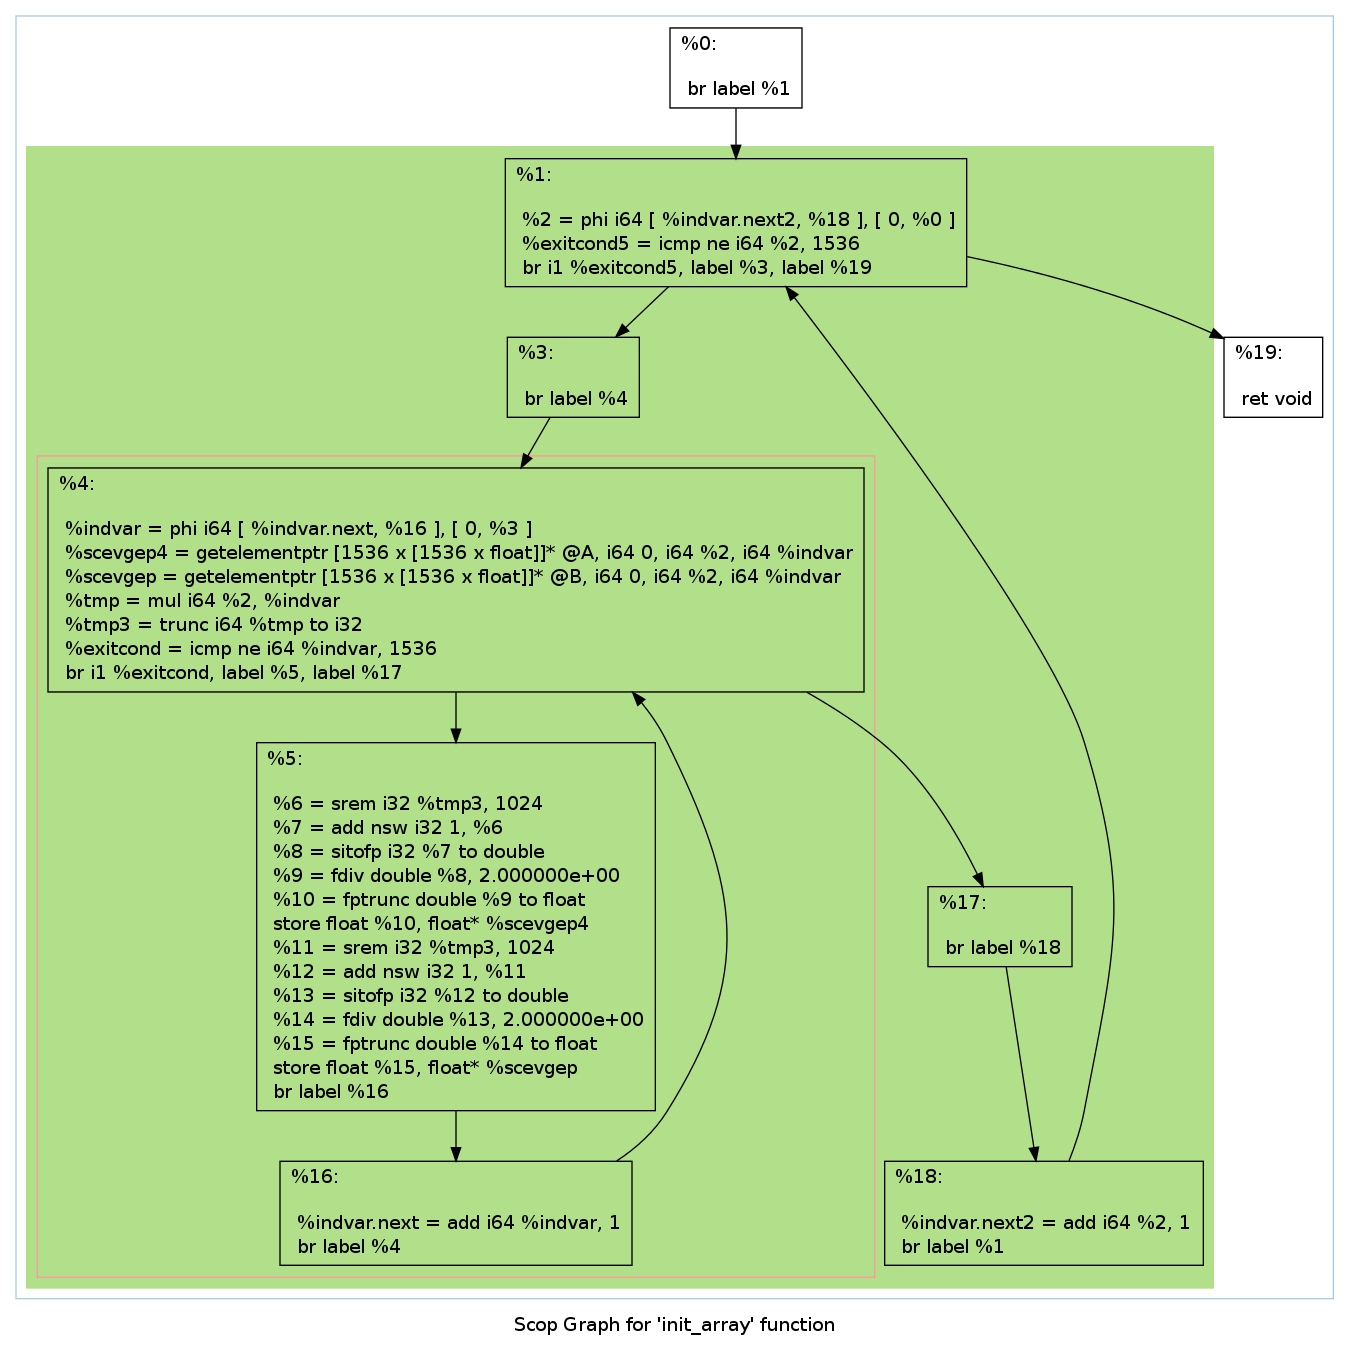 %0:
br label %1
%1:
%2 = phi i64 [ %indvar.next2, %18 ], [ 0, %0 ]
%exitcond5 = icmp ne i64 %2, 1536
br i1 %exitcond5, label %3, label %19
%3:
br label %4
%19:
ret void
%4:
%indvar = phi i64 [ %indvar.next, %16 ], [ 0, %3 ]
%scevgep4 = getelementptr [1536 x [1536 x float]]* @A, i64 0, i64 %2, i64 %indvar
%scevgep = getelementptr [1536 x [1536 x float]]* @B, i64 0, i64 %2, i64 %indvar
%tmp = mul i64 %2, %indvar
%tmp3 = trunc i64 %tmp to i32
%exitcond = icmp ne i64 %indvar, 1536
br i1 %exitcond, label %5, label %17
%5:
%6 = srem i32 %tmp3, 1024
%7 = add nsw i32 1, %6
%8 = sitofp i32 %7 to double
%9 = fdiv double %8, 2.000000e+00
%10 = fptrunc double %9 to float
store float %10, float* %scevgep4
%11 = srem i32 %tmp3, 1024
%12 = add nsw i32 1, %11
%13 = sitofp i32 %12 to double
%14 = fdiv double %13, 2.000000e+00
%15 = fptrunc double %14 to float
store float %15, float* %scevgep
br label %16
%17:
br label %18
%16:
%indvar.next = add i64 %indvar, 1
br label %4
%18:
%indvar.next2 = add i64 %2, 1
br label %1
Scop Graph for 'init_array' function